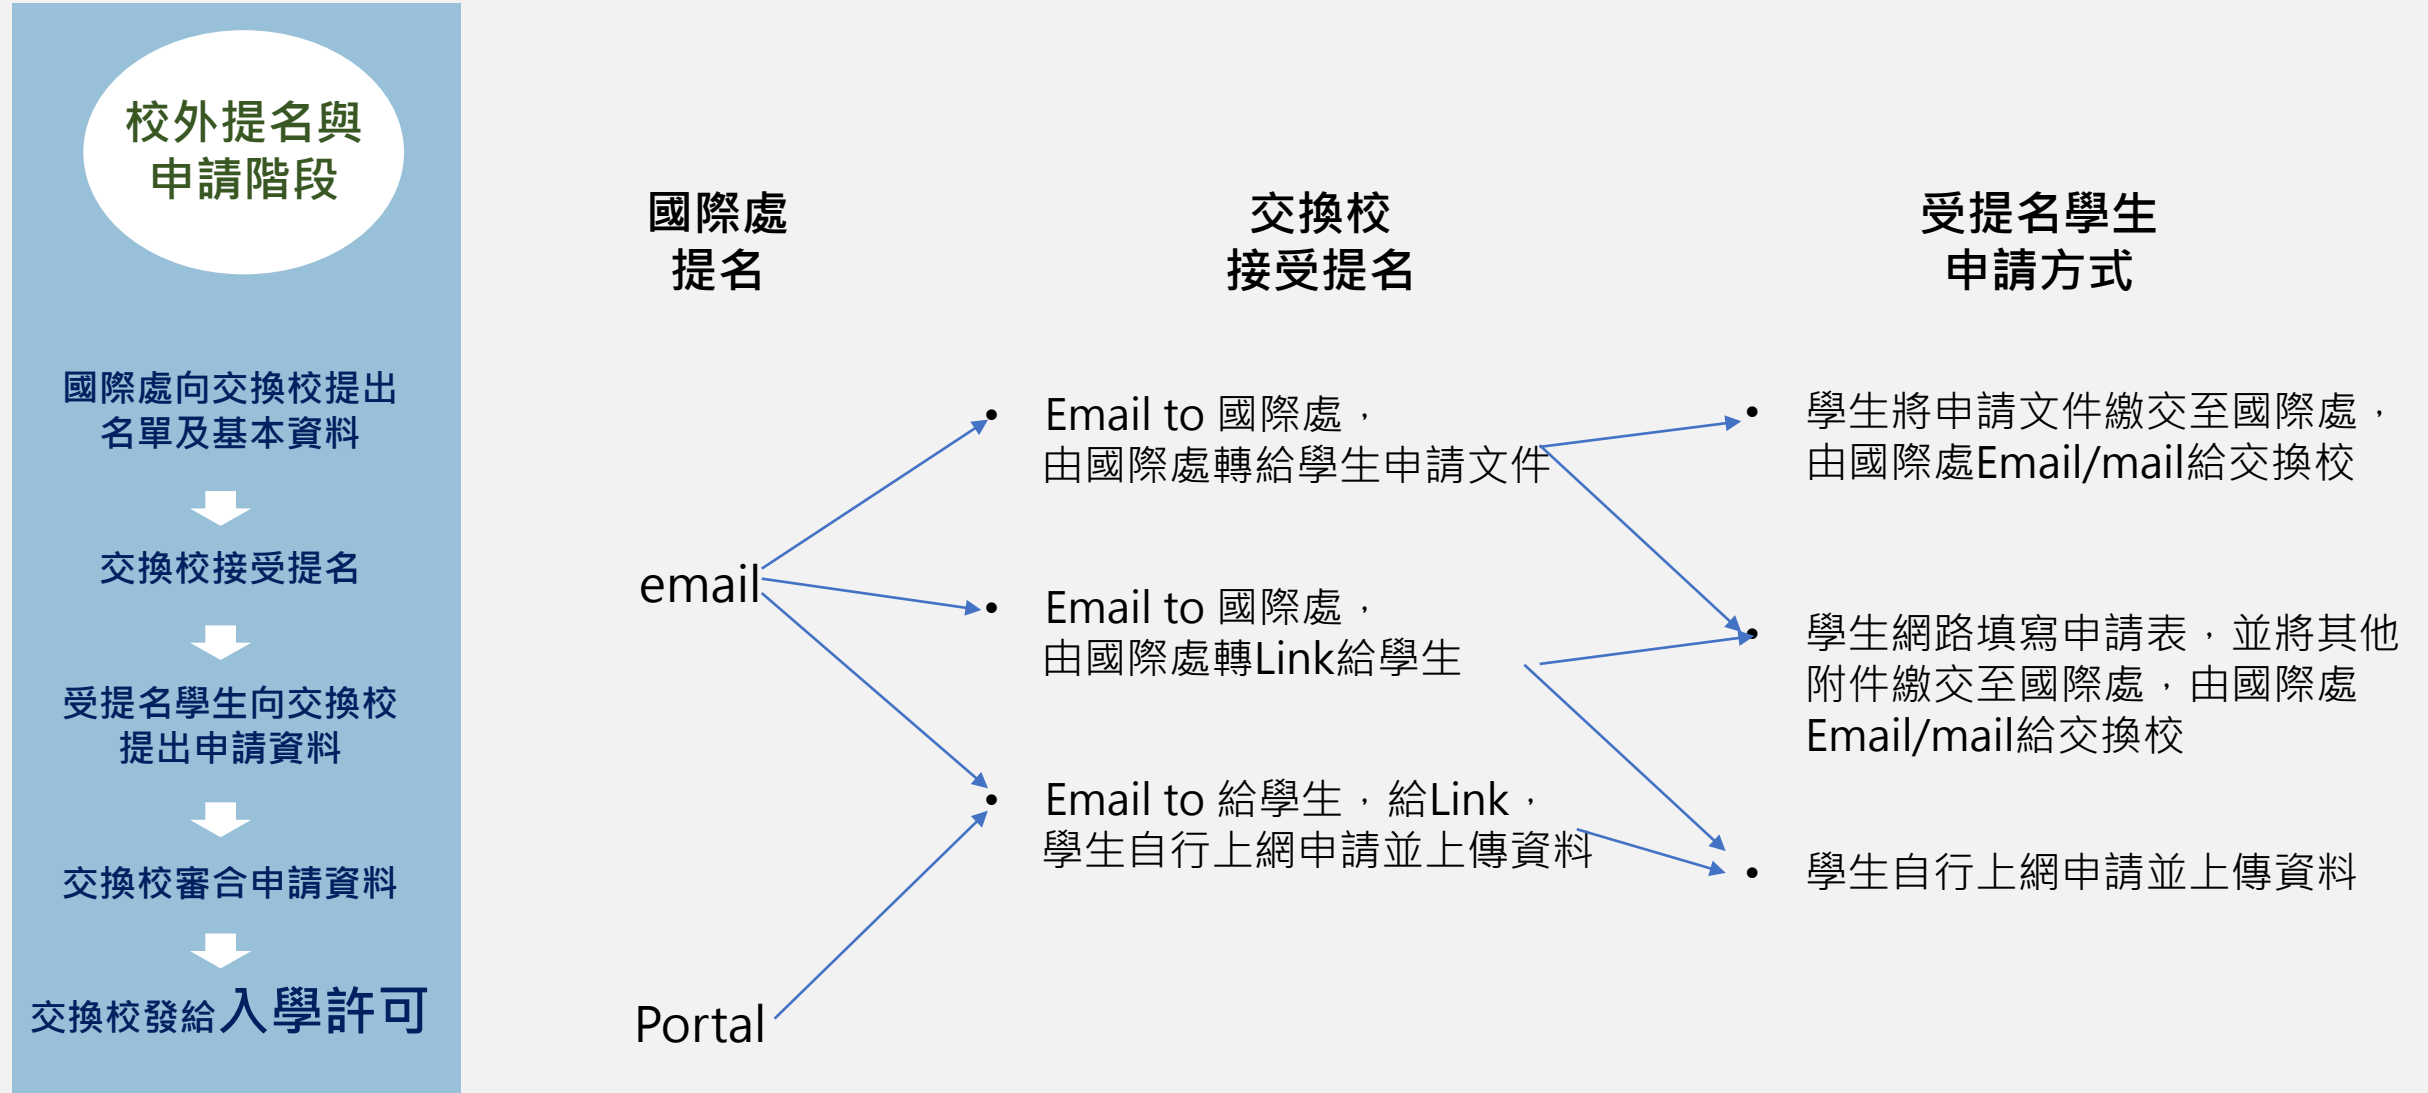 校外提名與
申請階段
國際處向交換校提出
名單及基本資料
交換校接受提名
受提名學生向交換校
提出申請資料
交換校審合申請資料
交換校發給入學許可
國際處
提名
email
Portal
交換校
接受提名
• Email to 國際處，
由國際處轉給學生申請文件
• Email to 國際處，
由國際處轉Link給學生
• Email to 給學生，給Link，
學生自行上網申請並上傳資料
受提名學生
申請方式
• 學生將申請文件繳交至國際處，
由國際處Email/mail給交換校
• 學生網路填寫申請表，並將其他
附件繳交至國際處，由國際處
Email/mail給交換校
• 學生自行上網申請並上傳資料